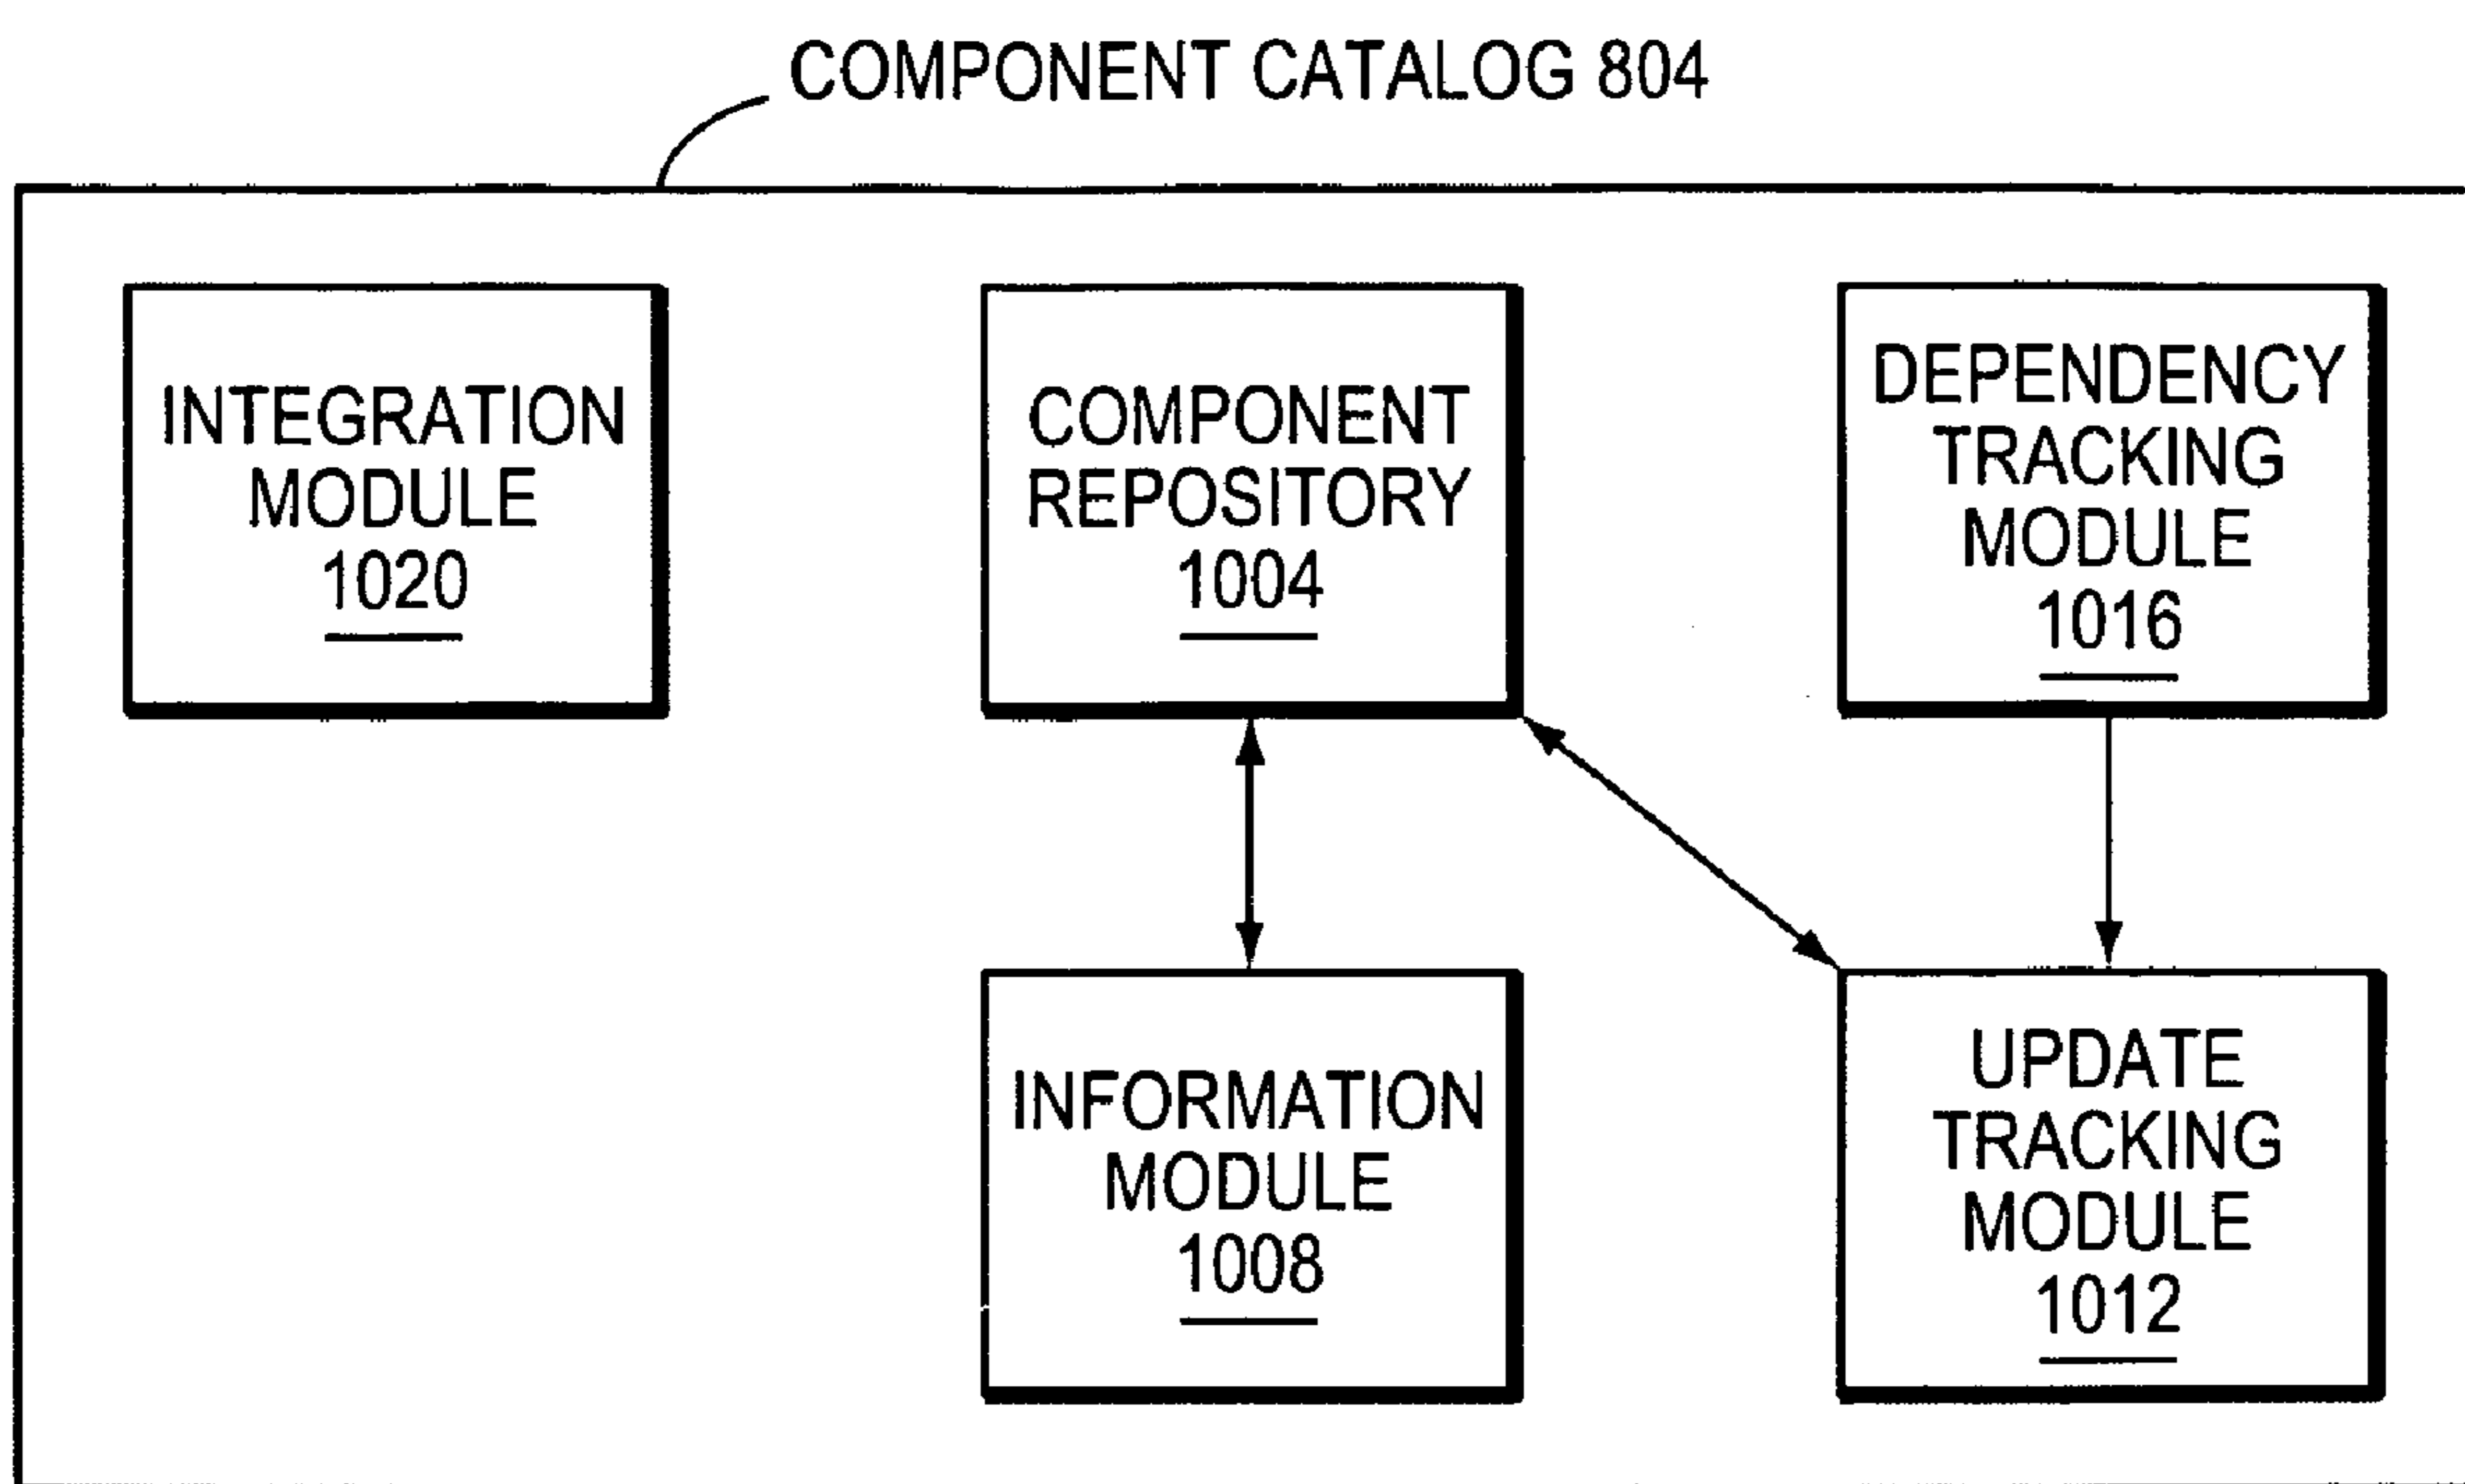 COMPONENT CATALOG 804
INTEGRATION
MODULE
1020
COMPONENT
REPOSITORY
1004
DEPENDENCY
TRACKING
MODULE
1016
INFORMATION
MODULE
1008
UPDATE
TRACKING
MODULE
1012